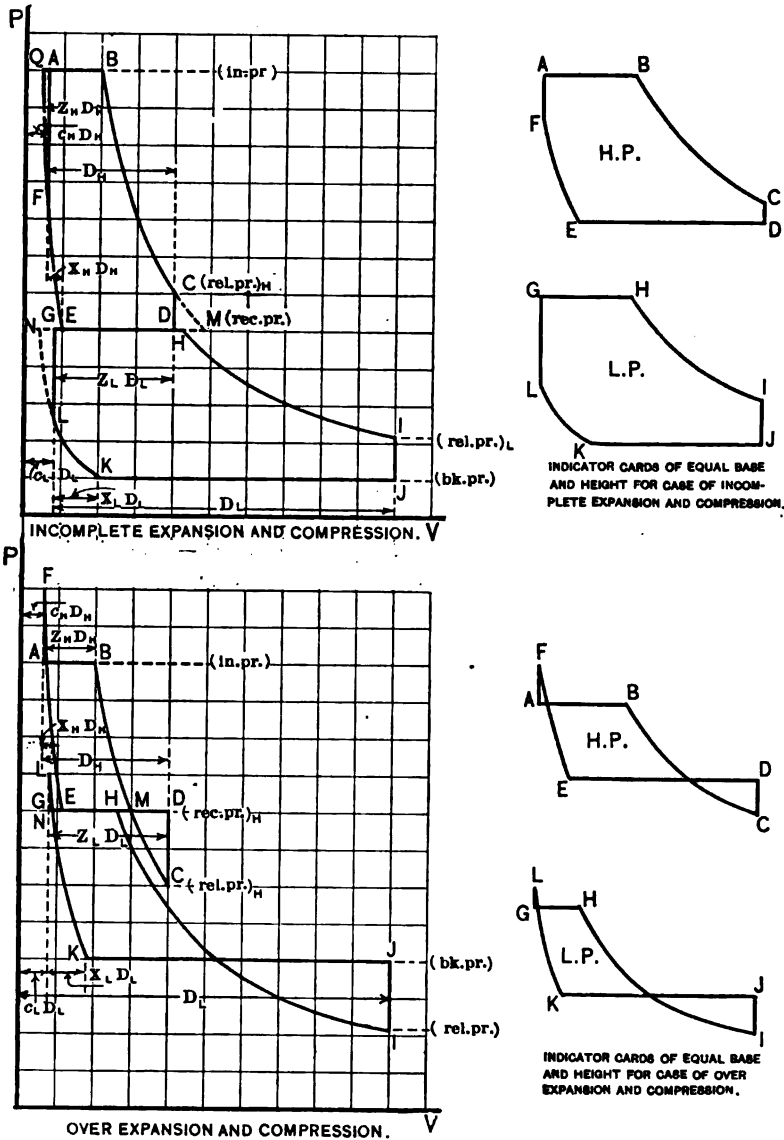 P
Q A
B
(in.pr)
Z_H D_H
c_H D_H
D_H
F
X_H D_H
C (rel.pr.)_H
N
G E
D
M (rec.pr.)
H
Z_L D_L
L
I
(rel.pr.)_L
K
(bk.pr.)
c_L D_L
X_L D_L
D_L
J
INCOMPLETE EXPANSION AND COMPRESSION. V
A
B
F
H.P.
C
D
E
G
H
L.P.
L
I
K
J
INDICATOR CARDS OF EQUAL BASE
AND HEIGHT FOR CASE OF INCOM-
PLETE EXPANSION AND COMPRESSION.
P
F
c_H D_H
Z_H D_H
A
B
(in.pr.)
X_H D_H
D_H
L
G E
H M
D
(rec.pr.)_H
N
Z_L D_L
C
(rel.pr.)_H
K
J
(bk.pr.)
X_L D_L
c_L D_L
D_L
I
(rel.pr.)
V
OVER EXPANSION AND COMPRESSION.
F
A
B
H.P.
E
D
C
L
G
H
L.P.
K
J
I
INDICATOR CARDS OF EQUAL BASE
AND HEIGHT FOR CASE OF OVER
EXPANSION AND COMPRESSION.